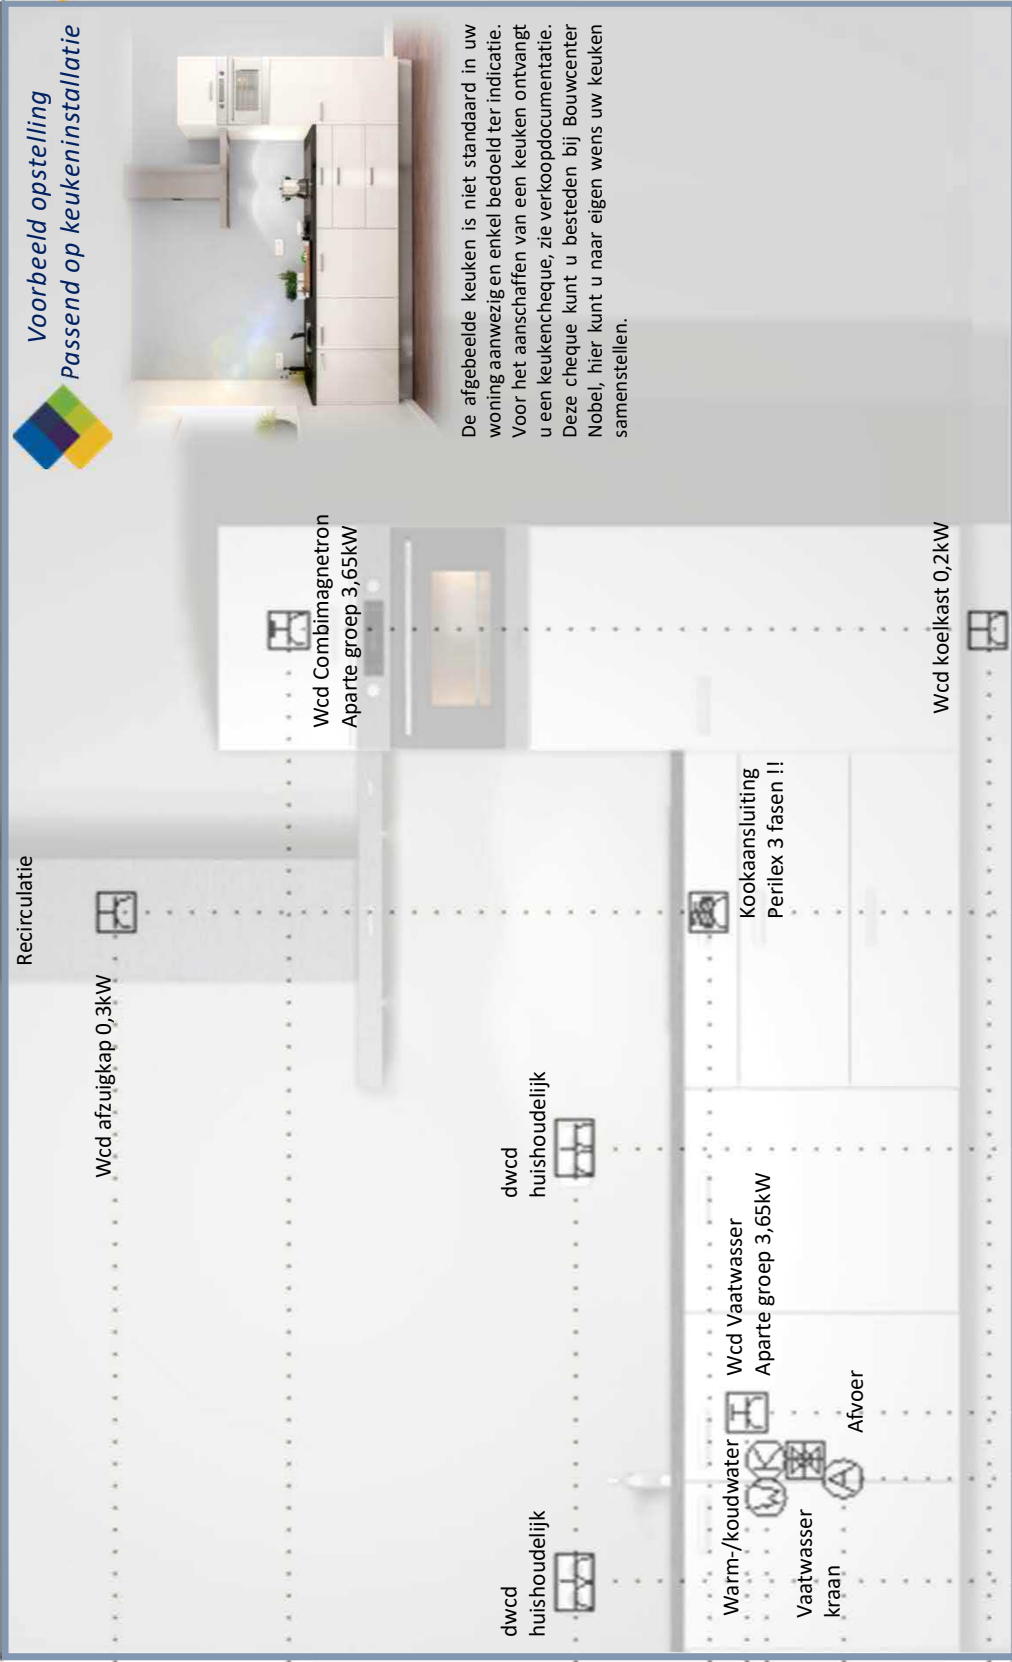 Voorbeeld opstelling
Passend op keukeninstallatie
De afgebeelde keuken is niet standaard in uw
woning aanwezig en enkel bedoeld ter indicatie.
Voor het aanschaffen van een keuken ontvangt
u een keukencheque, zie verkoopdocumentatie.
Deze cheque kunt u besteden bij Bouwcenter
Nobel, hier kunt u naar eigen wens uw keuken
samenstellen.
Recirculatie
Wcd afzuigkap 0,3kW
Wcd Combimagnetron
Aparte groep 3,65kW
dwcd
huishoudelijk
dwcd
huishoudelijk
Kookaansluiting
Perilex 3 fasen !!
Wcd koelkast 0,2kW
Wcd Vaatwasser
Aparte groep 3,65kW
Warm-/koudwater
W K
Vaatwasser
kraan
A
Afvoer